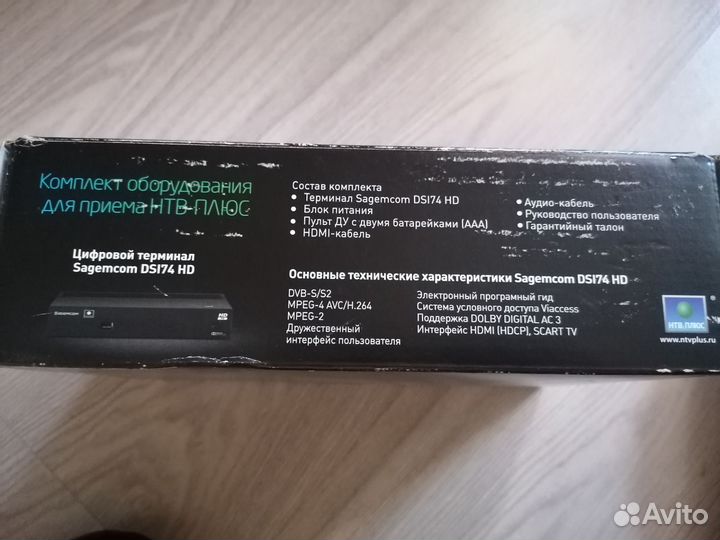 Комплект оборудования
для приема НТВ-ПЛЮС
Цифровой терминал
Sagemcom DSI74 HD
SAGEMCOM
HD
Состав комплекта
• Терминал Sagemcom DSI74 HD
• Блок питания
• Пульт ДУ с двумя батарейками (AAA)
• HDMI-кабель
• Аудио-кабель
• Руководство пользователя
• Гарантийный талон
Основные технические характеристики Sagemcom DSI74 HD
DVB-S/S2
MPEG-4 AVC/H.264
MPEG-2
Дружественный
интерфейс пользователя
Электронный програмный гид
Система условного доступа Viaccess
Поддержка DOLBY DIGITAL AC 3
Интерфейс HDMI (HDCP), SCART TV
НТВ ПЛЮС
www.ntvplus.ru
Avito